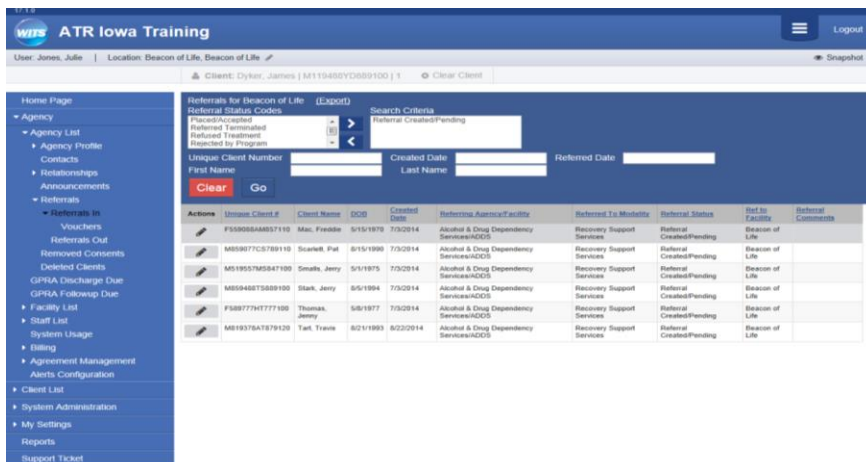 17.1.0
WITS ATR Iowa Training Logout
User: Jones, Julie | Location: Beacon of Life, Beacon of Life Snapshot
Client: Dyker, James | | 1 Clear Client
Home Page
Agency
Agency List
Agency Profile
Contacts
Relationships
Announcements
Referrals
Referrals In
Vouchers
Referrals Out
Removed Consents
Deleted Clients
GPRA Discharge Due
GPRA Followup Due
Facility List
Staff List
System Usage
Billing
Agreement Management
Alerts Configuration
Client List
System Administration
My Settings
Reports
Support Ticket
Referrals for Beacon of Life (Export)
Referral Status Codes Search Criteria
Placed/Accepted Referral Created/Pending
Referred Terminated
Refused Treatment
Rejected by Program
Unique Client Number Created Date Referred Date
First Name Last Name
Clear Go
Actions Unique Client # Client Name DOB Created Date Referring Agency/Facility Referred To Modality Referral Status Ref to Facility Referral Comments
Mac, Freddie 7/3/2014 Alcohol & Drug Dependency Services/ADDS Recovery Support Services Referral Created/Pending Beacon of Life
Scarlett, Pat 8/15/1990 7/3/2014 Alcohol & Drug Dependency Services/ADDS Recovery Support Services Referral Created/Pending Beacon of Life
Smalls, Jerry 5/1/1975 7/3/2014 Alcohol & Drug Dependency Services/ADDS Recovery Support Services Referral Created/Pending Beacon of Life
Stark, Jerry 8/5/1994 7/3/2014 Alcohol & Drug Dependency Services/ADDS Recovery Support Services Referral Created/Pending Beacon of Life
Thomas, Jenny 5/8/1977 7/3/2014 Alcohol & Drug Dependency Services/ADDS Recovery Support Services Referral Created/Pending Beacon of Life
Tart, Travis 8/21/1993 8/22/2014 Alcohol & Drug Dependency Services/ADDS Recovery Support Services Referral Created/Pending Beacon of Life